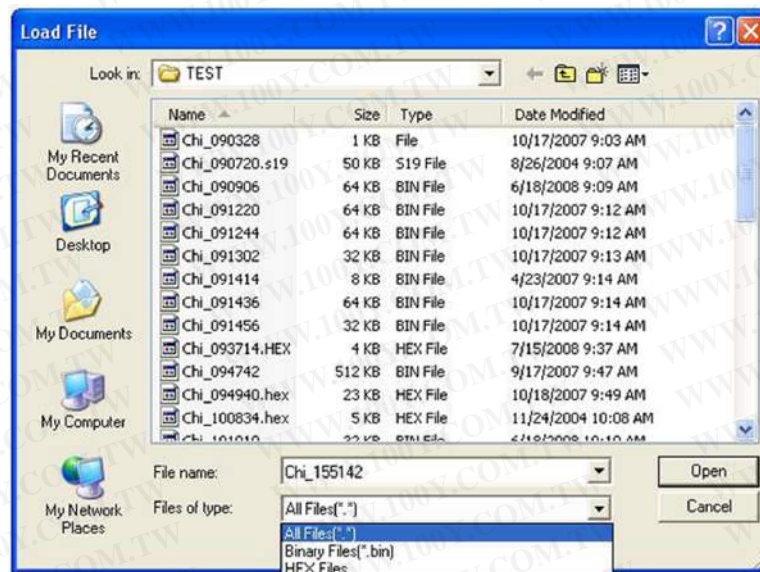 Load File
Look in: TEST
Name Size Type Date Modified
Chi_090328 1 KB File 10/17/2007 9:03 AM
Chi_090720.s19 50 KB S19 File 8/26/2004 9:07 AM
Chi_090906 64 KB BIN File 6/18/2008 9:09 AM
Chi_091220 64 KB BIN File 10/17/2007 9:12 AM
Chi_091244 64 KB BIN File 10/17/2007 9:12 AM
Chi_091302 32 KB BIN File 10/17/2007 9:13 AM
Chi_091414 8 KB BIN File 4/23/2007 9:14 AM
Chi_091436 64 KB BIN File 10/17/2007 9:14 AM
Chi_091456 32 KB BIN File 10/17/2007 9:14 AM
Chi_093714.HEX 4 KB HEX File 7/15/2008 9:37 AM
Chi_094742 512 KB BIN File 9/17/2007 9:47 AM
Chi_094940.hex 23 KB HEX File 10/18/2007 9:49 AM
Chi_100834.hex 5 KB HEX File 11/24/2004 10:08 AM
My Recent
Documents
Desktop
My Documents
My Computer
My Network
Places
File name: Chi_155142 Open
Files of type: All Files(*.*) Cancel
All Files(*.*)
Binary Files(*.bin)
HEX Files
WWW.100Y.COM.TW